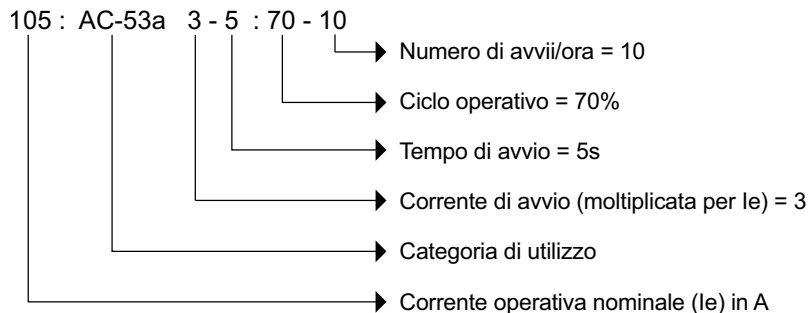 105 : AC-53a 3 - 5 : 70 - 10
Numero di avvii/ora = 10
Ciclo operativo = 70%
Tempo di avvio = 5s
Corrente di avvio (moltiplicata per Ie) = 3
Categoria di utilizzo
Corrente operativa nominale (Ie) in A